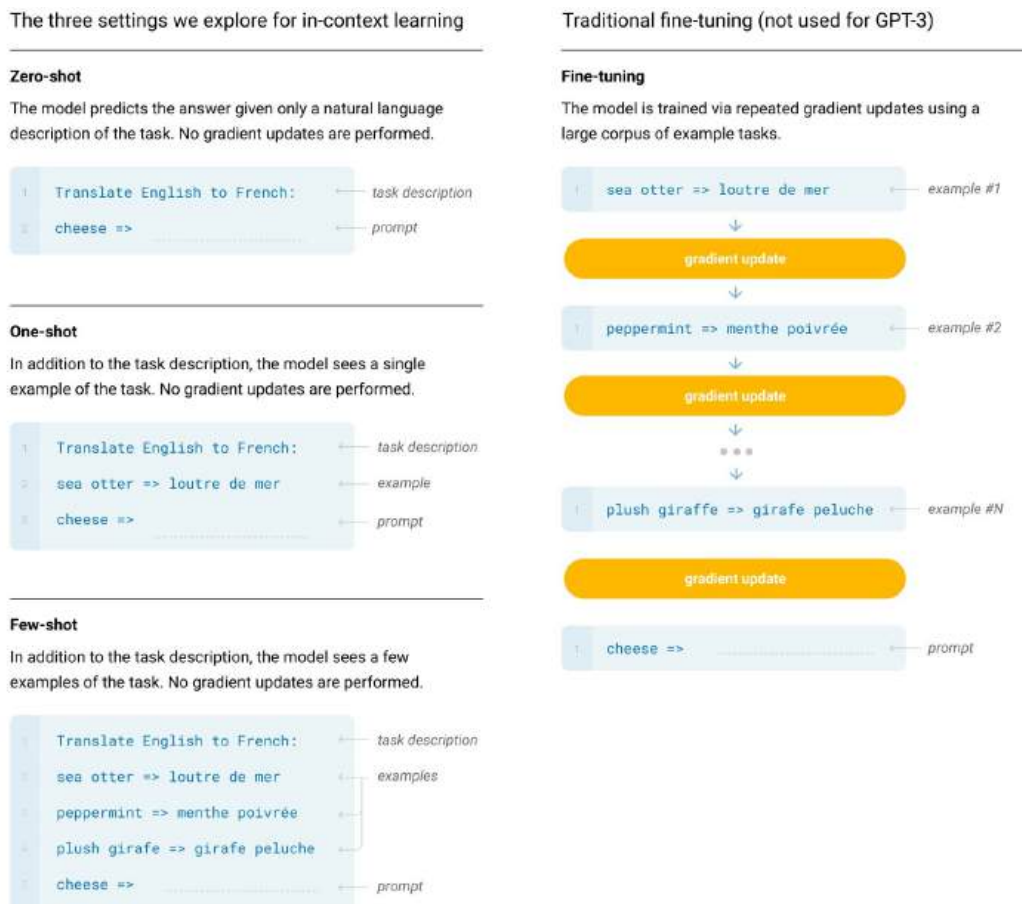 The three settings we explore for in-context learning
Zero-shot
The model predicts the answer given only a natural language
description of the task. No gradient updates are performed.
1 Translate English to French: task description
2 cheese => prompt
One-shot
In addition to the task description, the model sees a single
example of the task. No gradient updates are performed.
1 Translate English to French: task description
2 sea otter => loutre de mer example
3 cheese => prompt
Few-shot
In addition to the task description, the model sees a few
examples of the task. No gradient updates are performed.
1 Translate English to French: task description
2 sea otter => loutre de mer examples
3 peppermint => menthe poivrée
4 plush girafe => girafe peluche
5 cheese => prompt
Traditional fine-tuning (not used for GPT-3)
Fine-tuning
The model is trained via repeated gradient updates using a
large corpus of example tasks.
1 sea otter => loutre de mer example #1
gradient update
1 peppermint => menthe poivrée example #2
gradient update
1 plush giraffe => girafe peluche example #N
gradient update
1 cheese => prompt